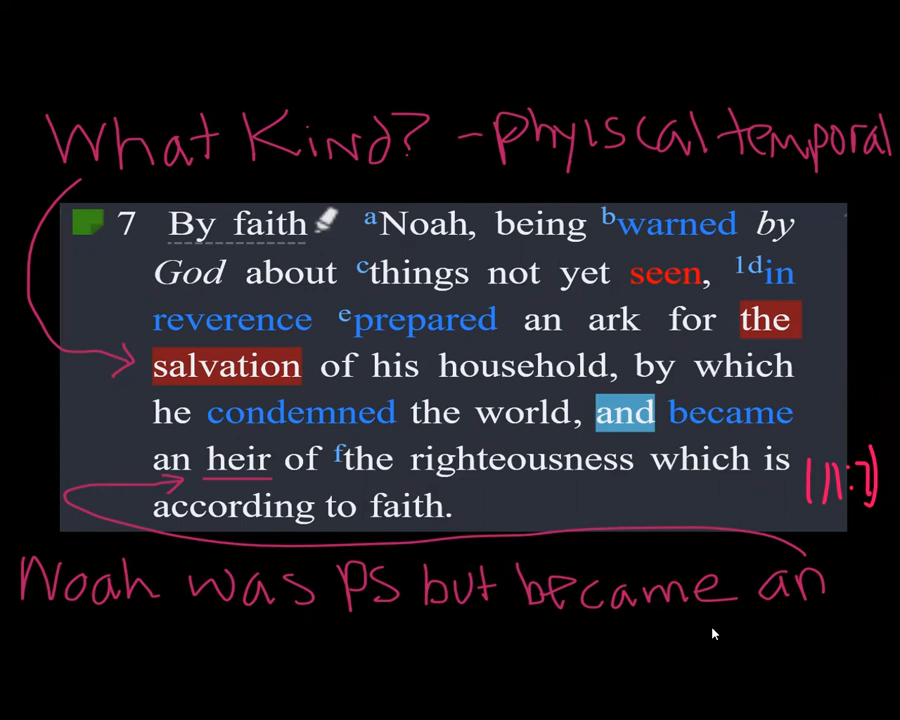 What Kind? - phyiscal temporal
7 By faith aNoah, being bwarned by
God about cthings not yet seen, 1din
reverence eprepared an ark for the
salvation of his household, by which
he condemned the world, and became
an heir of fthe righteousness which is
according to faith.
(11:7)
Noah was PS but became an